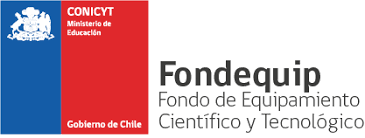 CONICYT
Ministerio de
Educación
Gobierno de Chile
Fondequip
Fondo de Equipamiento
Científico y Tecnológico